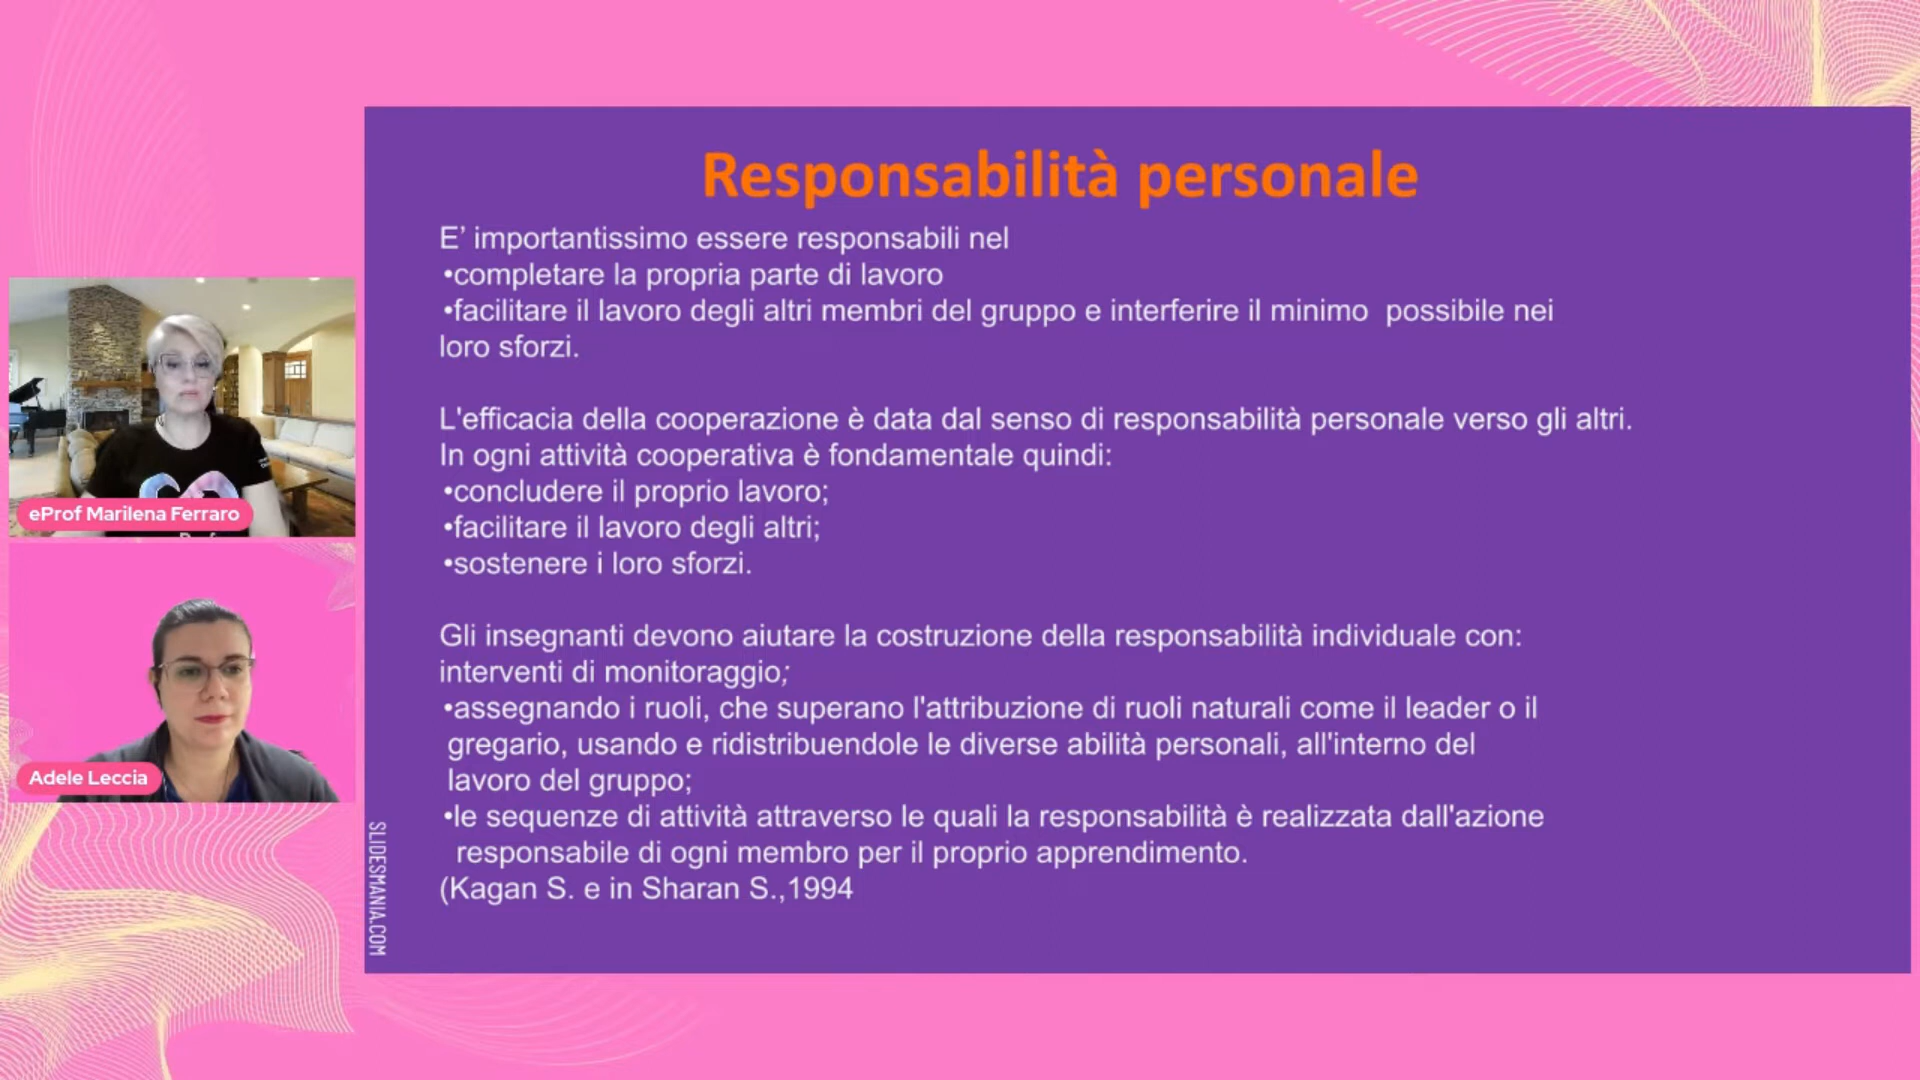 Responsabilità personale
E’ importantissimo essere responsabili nel
•completare la propria parte di lavoro
•facilitare il lavoro degli altri membri del gruppo e interferire il minimo  possibile nei
loro sforzi.
L'efficacia della cooperazione è data dal senso di responsabilità personale verso gli altri.
In ogni attività cooperativa è fondamentale quindi:
•concludere il proprio lavoro;
•facilitare il lavoro degli altri;
•sostenere i loro sforzi.
Gli insegnanti devono aiutare la costruzione della responsabilità individuale con:
interventi di monitoraggio;
•assegnando i ruoli, che superano l'attribuzione di ruoli naturali come il leader o il
gregario, usando e ridistribuendole le diverse abilità personali, all'interno del
lavoro del gruppo;
•le sequenze di attività attraverso le quali la responsabilità è realizzata dall'azione
responsabile di ogni membro per il proprio apprendimento.
(Kagan S. e in Sharan S.,1994
SLIDESMANIA.COM
eProf Marilena Ferraro
Adele Leccia